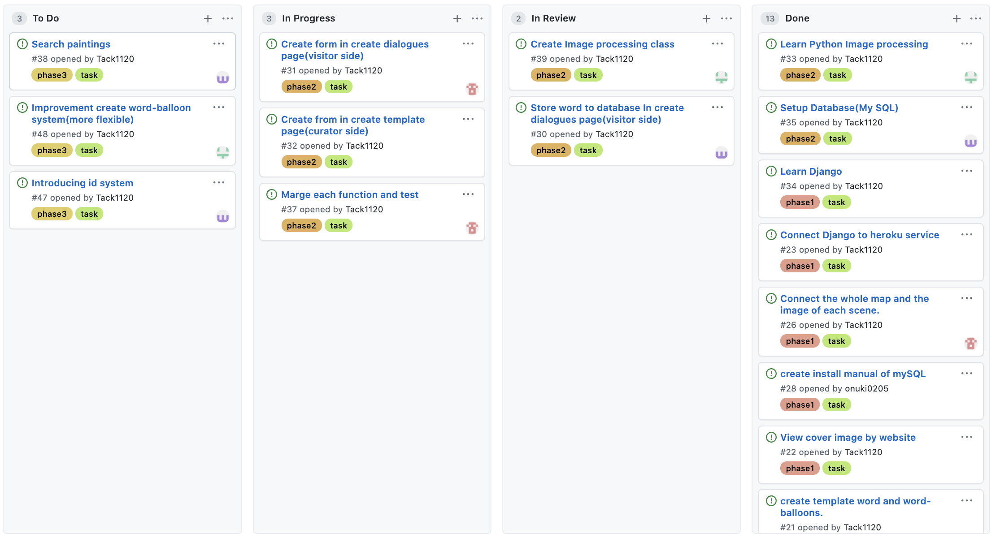 3 To Do
Search paintings
#38 opened by Tack1120
phase3 task
Improvement create word-balloon
system(more flexible)
#48 opened by Tack1120
phase3 task
Introducing id system
#47 opened by Tack1120
phase3 task
3 In Progress
Create form in create dialogues
page(visitor side)
#31 opened by Tack1120
phase2 task
Create from in create template
page(curator side)
#32 opened by Tack1120
phase2 task
Marge each function and test
#37 opened by Tack1120
phase2 task
2 In Review
Create Image processing class
#39 opened by Tack1120
phase2 task
Store word to database In create
dialogues page(visitor side)
#30 opened by Tack1120
phase2 task
13 Done
Learn Python Image processing
#33 opened by Tack1120
phase2 task
Setup Database(My SQL)
#35 opened by Tack1120
phase2 task
Learn Django
#34 opened by Tack1120
phase1 task
Connect Django to heroku service
#23 opened by Tack1120
phase1 task
Connect the whole map and the
image of each scene.
#26 opened by Tack1120
phase1 task
create install manual of mySQL
#28 opened by onuki0205
phase1 task
View cover image by website
#22 opened by Tack1120
phase1 task
create template word and word-
balloons.
#21 opened by Tack1120